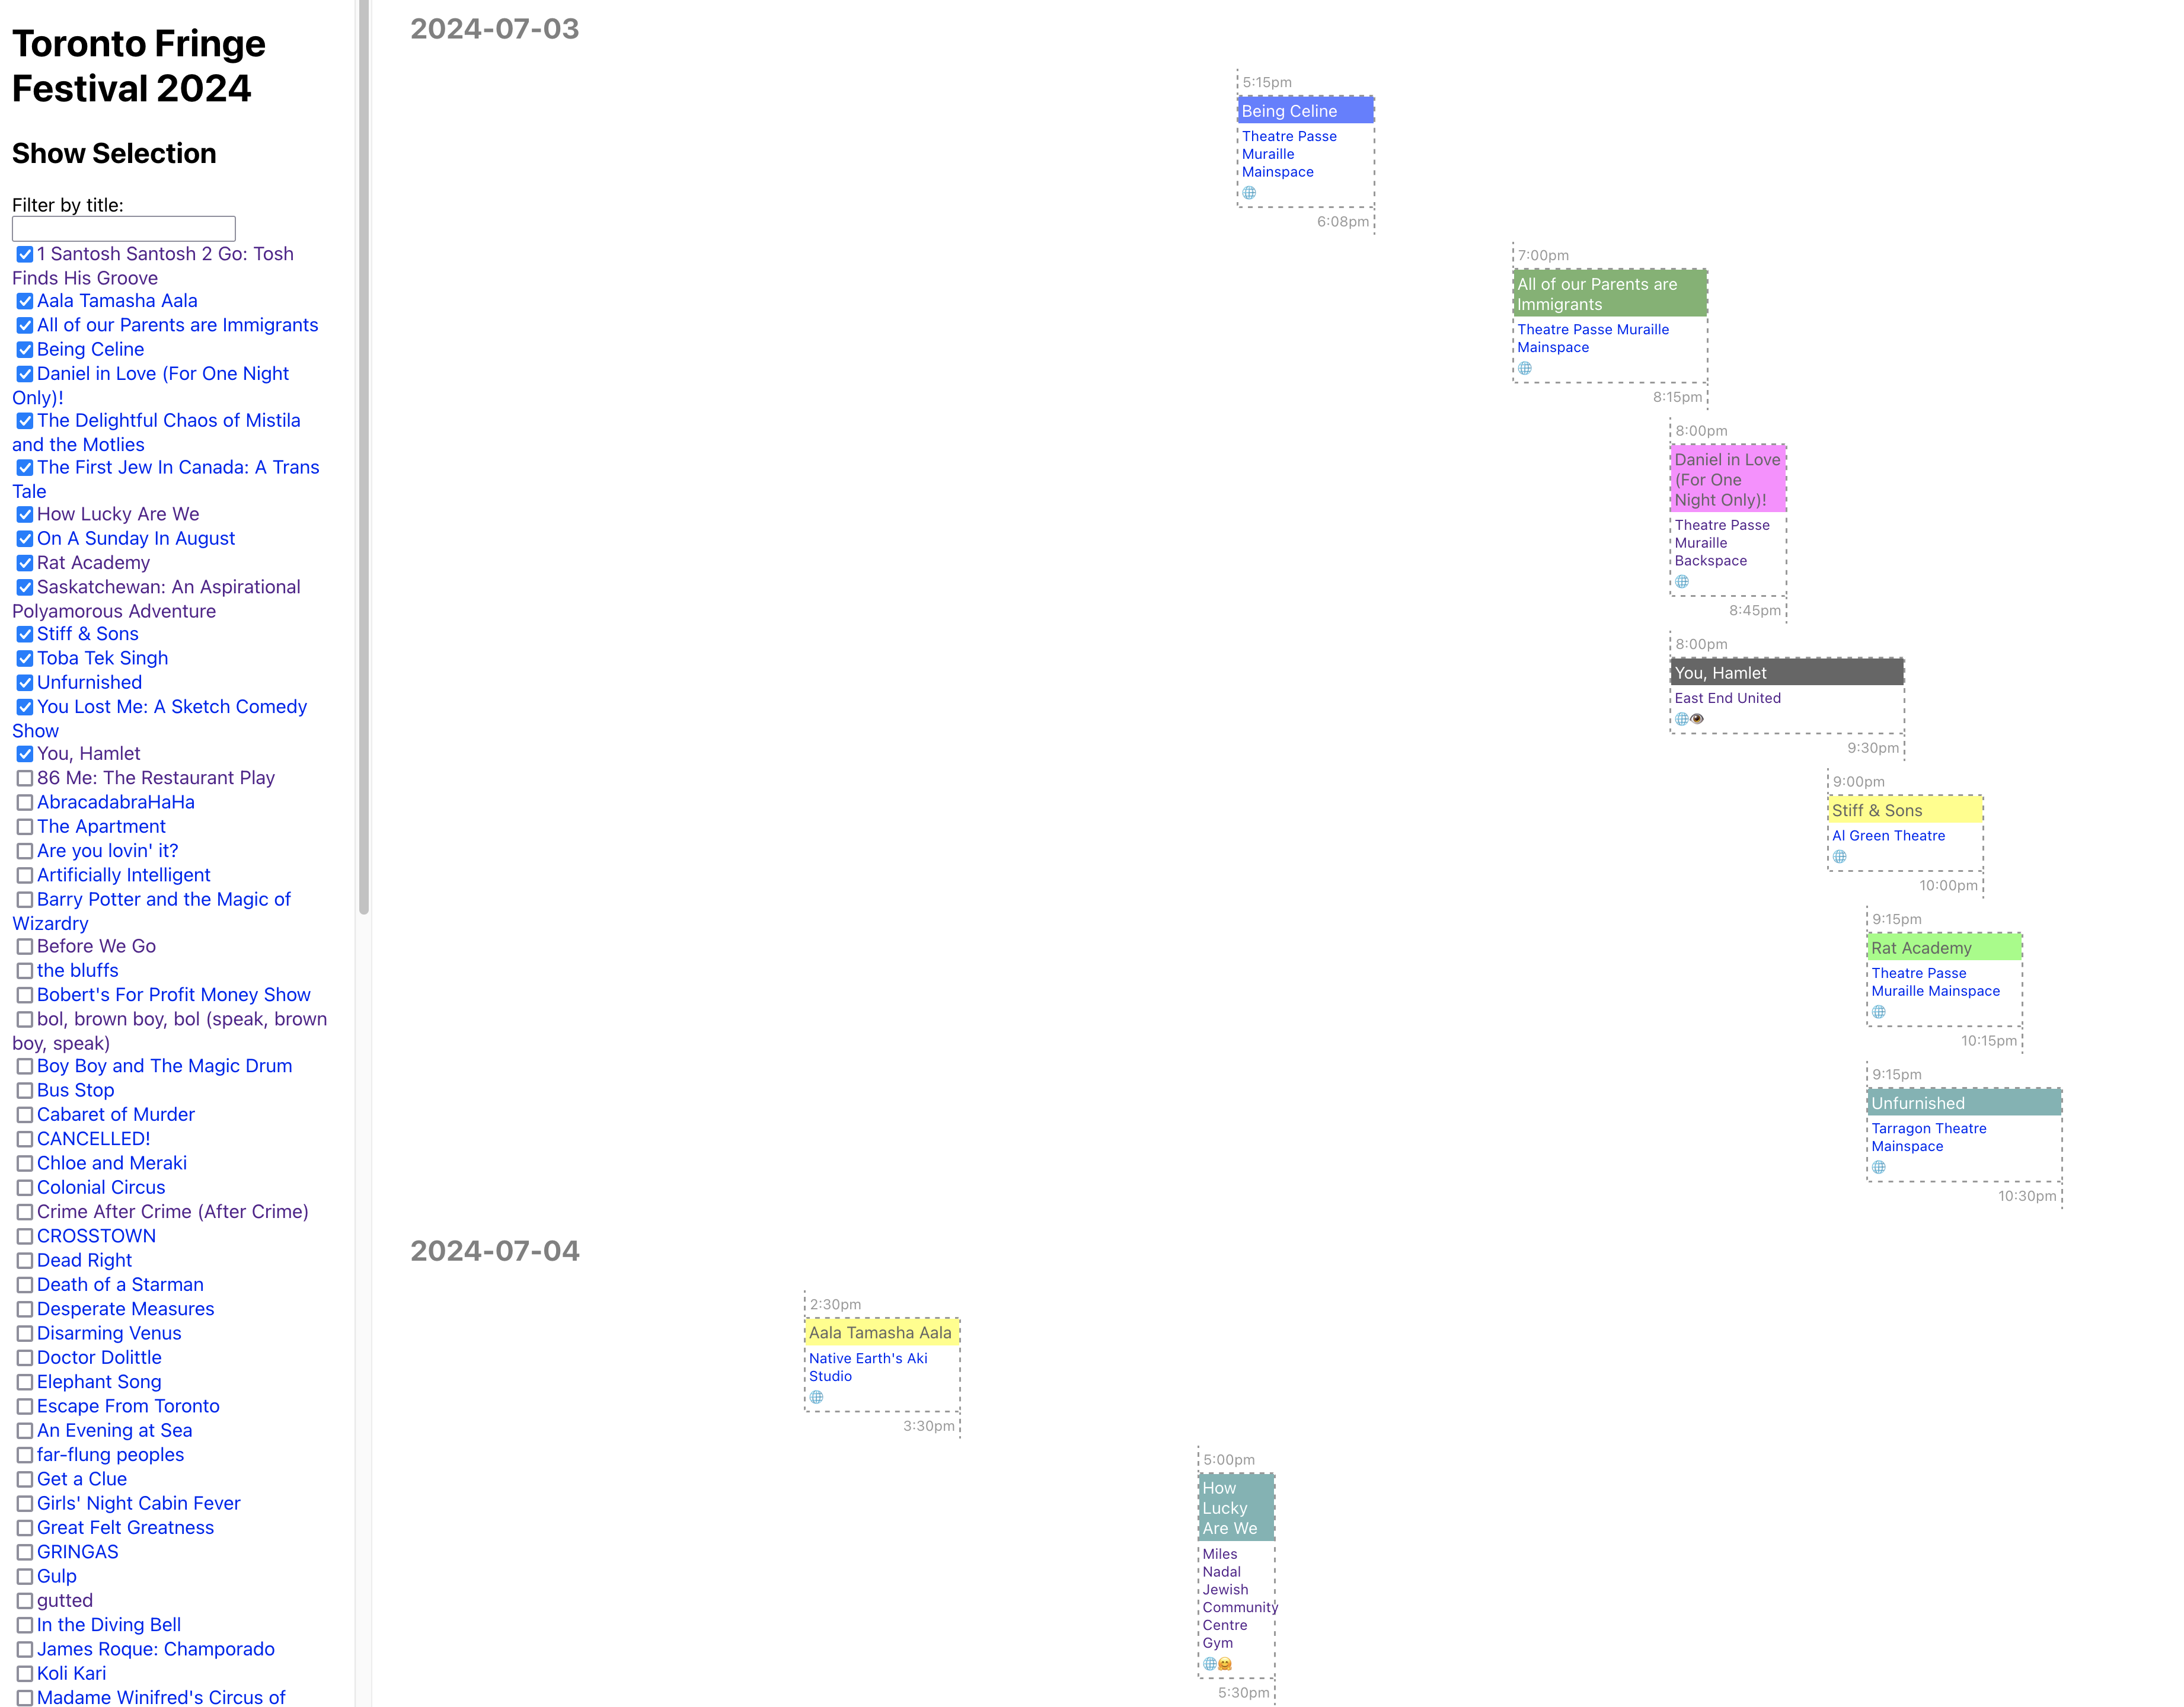 Toronto Fringe
Festival 2024
Show Selection
Filter by title:
1 Santosh Santosh 2 Go: Tosh
Finds His Groove
Aala Tamasha Aala
All of our Parents are Immigrants
Being Celine
Daniel in Love (For One Night
Only)!
The Delightful Chaos of Mistila
and the Motlies
The First Jew In Canada: A Trans
Tale
How Lucky Are We
On A Sunday In August
Rat Academy
Saskatchewan: An Aspirational
Polyamorous Adventure
Stiff & Sons
Toba Tek Singh
Unfurnished
You Lost Me: A Sketch Comedy
Show
You, Hamlet
86 Me: The Restaurant Play
AbracadabraHaHa
The Apartment
Are you lovin' it?
Artificially Intelligent
Barry Potter and the Magic of
Wizardry
Before We Go
the bluffs
Bobert's For Profit Money Show
bol, brown boy, bol (speak, brown
boy, speak)
Boy Boy and The Magic Drum
Bus Stop
Cabaret of Murder
CANCELLED!
Chloe and Meraki
Colonial Circus
Crime After Crime (After Crime)
CROSSTOWN
Dead Right
Death of a Starman
Desperate Measures
Disarming Venus
Doctor Dolittle
Elephant Song
Escape From Toronto
An Evening at Sea
far-flung peoples
Get a Clue
Girls' Night Cabin Fever
Great Felt Greatness
GRINGAS
Gulp
gutted
In the Diving Bell
James Roque: Champorado
Koli Kari
Madame Winifred's Circus of
2024-07-03
5:15pm
Being Celine
Theatre Passe
Muraille
Mainspace
6:08pm
7:00pm
All of our Parents are
Immigrants
Theatre Passe Muraille
Mainspace
8:15pm
8:00pm
Daniel in Love
(For One
Night Only)!
Theatre Passe
Muraille
Backspace
8:45pm
8:00pm
You, Hamlet
East End United
9:30pm
9:00pm
Stiff & Sons
Al Green Theatre
10:00pm
9:15pm
Rat Academy
Theatre Passe
Muraille Mainspace
10:15pm
9:15pm
Unfurnished
Tarragon Theatre
Mainspace
10:30pm
2024-07-04
2:30pm
Aala Tamasha Aala
Native Earth's Aki
Studio
3:30pm
5:00pm
How
Lucky
Are We
Miles
Nadal
Jewish
Community
Centre
Gym
5:30pm